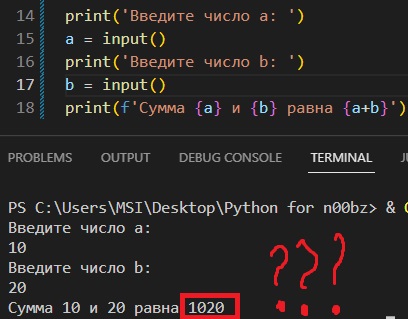 14 print('Введите число a: ')
15 a = input()
16 print('Введите число b: ')
17 b = input()
18 print(f'Сумма {a} и {b} равна {a+b}')
PROBLEMS OUTPUT DEBUG CONSOLE TERMINAL JU
PS C:\Users\MSI\Desktop\Python for n00bz> & C
Введите число a:
10
Введите число b:
20
Сумма 10 и 20 равна 1020
???